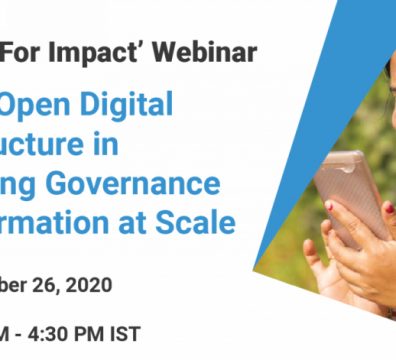 For Impact’ Webinar
Open Digital
ucture in
ng Governance
rmation at Scale
ber 26, 2020
M - 4:30 PM IST